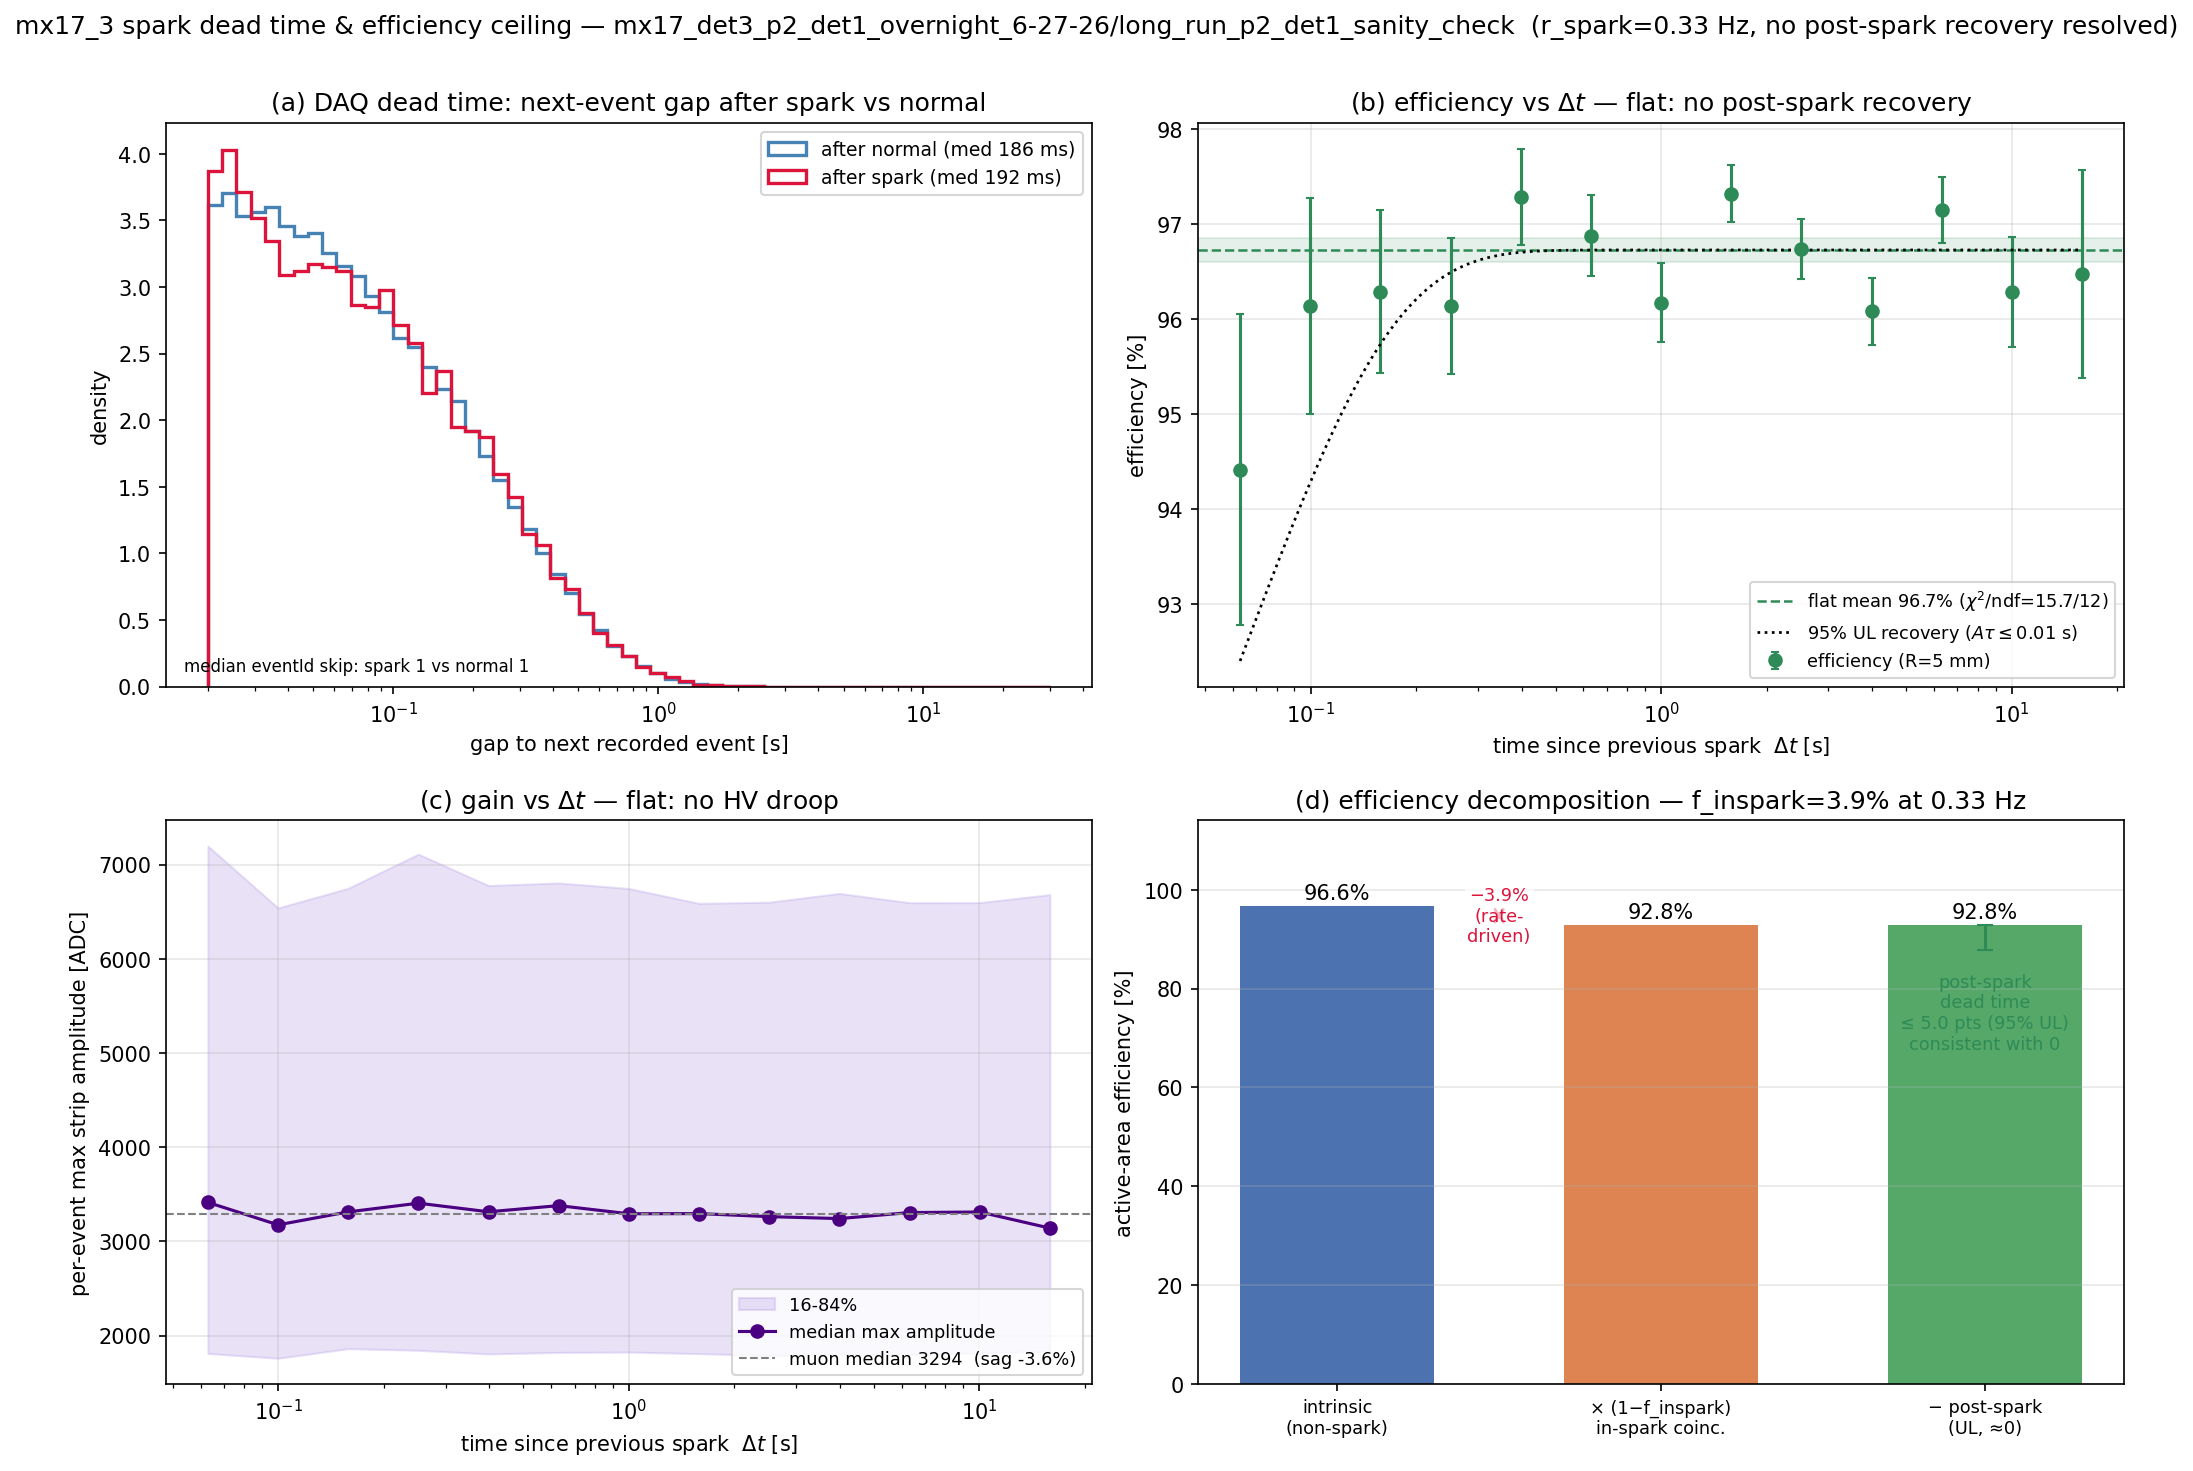 mx17_3 spark dead time & efficiency ceiling — mx17_det3_p2_det1_overnight_6-27-26/long_run_p2_det1_sanity_check  (r_spark=0.33 Hz, no post-spark recovery resolved)
(a) DAQ dead time: next-event gap after spark vs normal
density
4.0
3.5
3.0
2.5
2.0
1.5
1.0
0.5
0.0
after normal (med 186 ms)
after spark (med 192 ms)
median eventId skip: spark 1 vs normal 1
10⁻¹
10⁰
10¹
gap to next recorded event [s]
(b) efficiency vs Δt — flat: no post-spark recovery
efficiency [%]
98
97
96
95
94
93
flat mean 96.7% (χ²/ndf=15.7/12)
95% UL recovery (Aτ ≤ 0.01 s)
efficiency (R=5 mm)
10⁻¹
10⁰
10¹
time since previous spark  Δt [s]
(c) gain vs Δt — flat: no HV droop
per-event max strip amplitude [ADC]
7000
6000
5000
4000
3000
2000
16-84%
median max amplitude
muon median 3294  (sag -3.6%)
10⁻¹
10⁰
10¹
time since previous spark  Δt [s]
(d) efficiency decomposition — f_inspark=3.9% at 0.33 Hz
active-area efficiency [%]
100
80
60
40
20
0
96.6%
−3.9%
(rate-
driven)
92.8%
92.8%
post-spark
dead time
≤ 5.0 pts (95% UL)
consistent with 0
intrinsic
(non-spark)
× (1−f_inspark)
in-spark coinc.
− post-spark
(UL, ≈0)